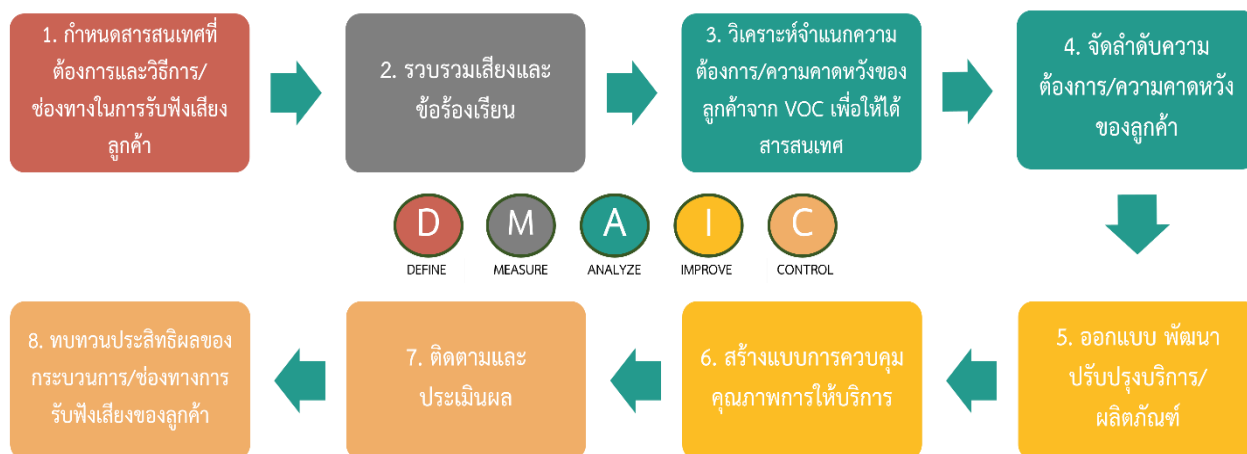 1. กำหนดสารสนเทศที่
ต้องการและวิธีการ/
ช่องทางในการรับฟังเสียง
ลูกค้า
2. รวบรวมเสียงและ
ข้อร้องเรียน
3. วิเคราะห์จำแนกความ
ต้องการ/ความคาดหวังของ
ลูกค้าจาก VOC เพื่อให้ได้
สารสนเทศ
4. จัดลำดับความ
ต้องการ/ความคาดหวัง
ของลูกค้า
D
M
A
I
C
DEFINE
MEASURE
ANALYZE
IMPROVE
CONTROL
8. ทบทวนประสิทธิผลของ
กระบวนการ/ช่องทางการ
รับฟังเสียงของลูกค้า
7. ติดตามและ
ประเมินผล
6. สร้างแบบการควบคุม
คุณภาพการให้บริการ
5. ออกแบบ พัฒนา
ปรับปรุงบริการ/
ผลิตภัณฑ์